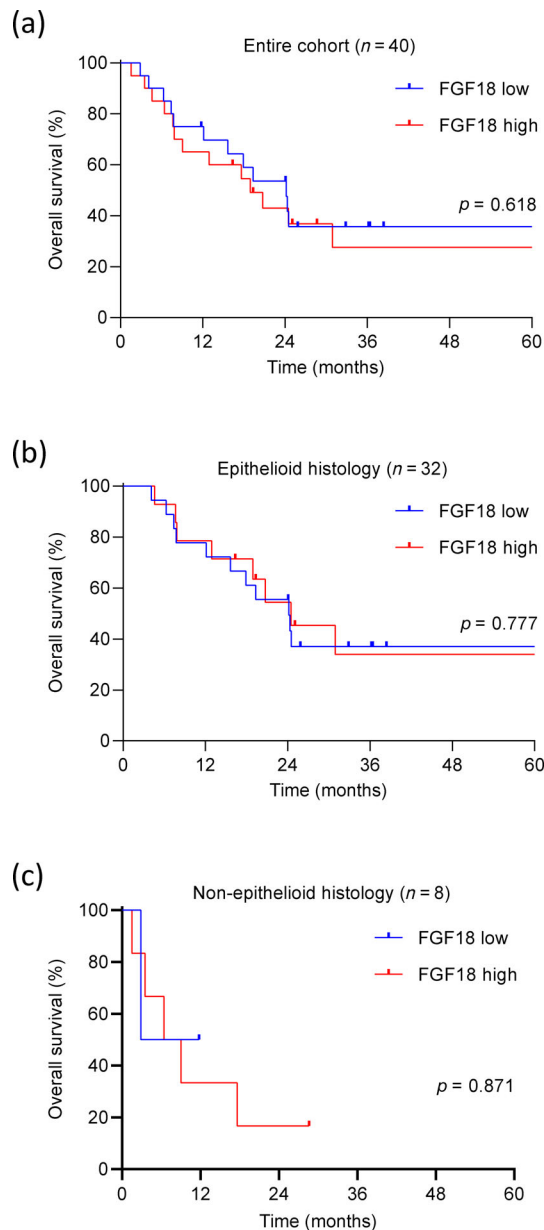 (a)
Entire cohort (n = 40)
100
80
60
40
20
0
Overall survival (%)
FGF18 low
FGF18 high
p = 0.618
0 12 24 36 48 60
Time (months)
(b)
Epithelioid histology (n = 32)
100
80
60
40
20
0
Overall survival (%)
FGF18 low
FGF18 high
p = 0.777
0 12 24 36 48 60
Time (months)
(c)
Non-epithelioid histology (n = 8)
100
80
60
40
20
0
Overall survival (%)
FGF18 low
FGF18 high
p = 0.871
0 12 24 36 48 60
Time (months)